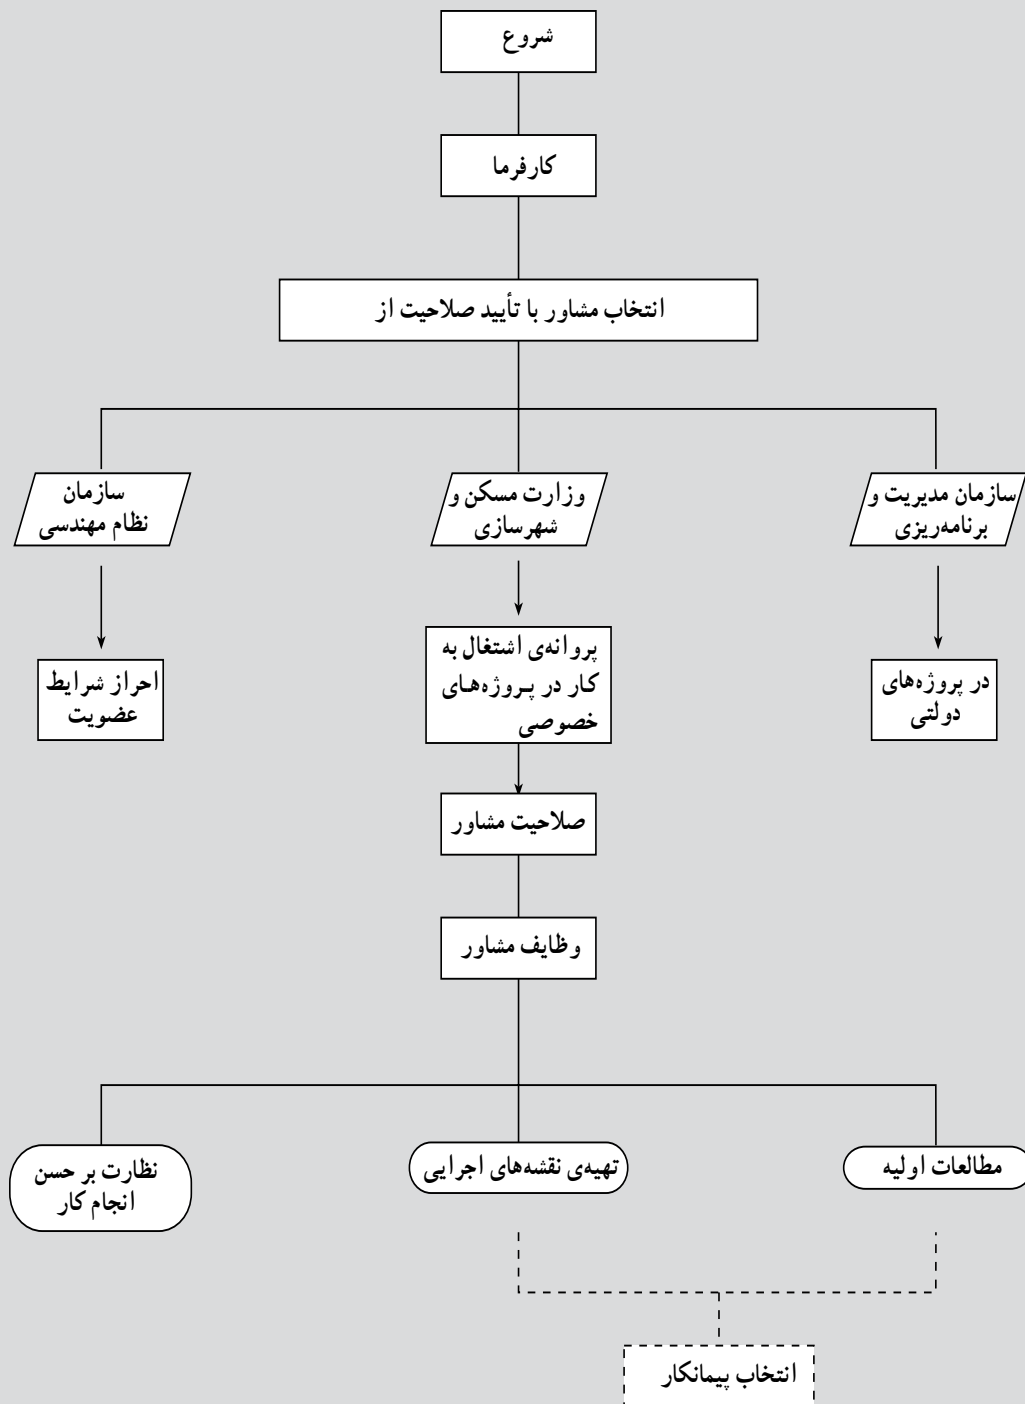 شروع
کارفرما
انتخاب مشاور با تأیید صلاحیت از
سازمان مدیریت و
برنامه‌ریزی
وزارت مسکن و
شهرسازی
سازمان
نظام مهندسی
در پروژه‌های
دولتی
پروانه‌ی اشتغال به
کار در پروژه‌های
خصوصی
احراز شرایط
عضویت
صلاحیت مشاور
وظایف مشاور
مطالعات اولیه
تهیه‌ی نقشه‌های اجرایی
نظارت بر حسن
انجام کار
انتخاب پیمانکار